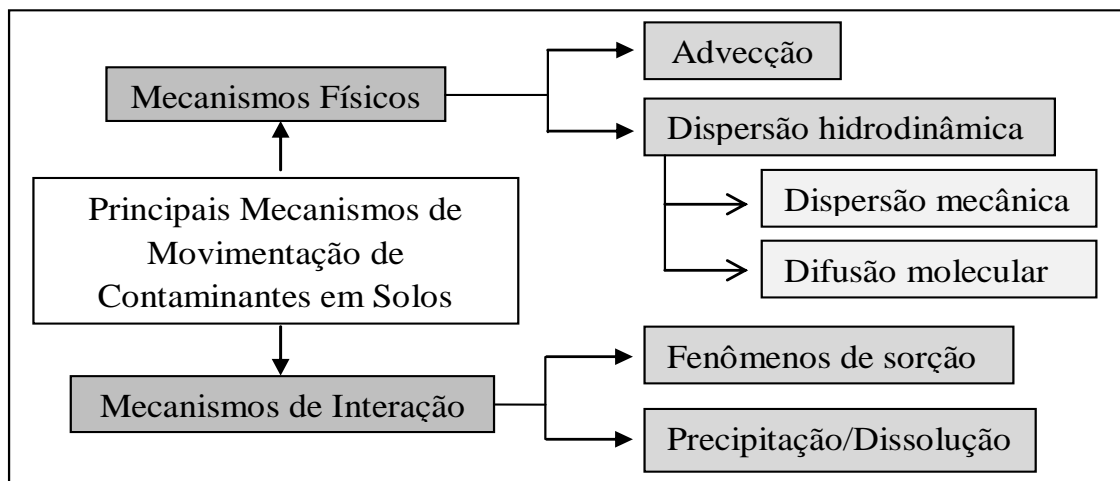 Advecção
Mecanismos Físicos
Dispersão hidrodinâmica
Principais Mecanismos de
Movimentação de
Contaminantes em Solos
Dispersão mecânica
Difusão molecular
Fenômenos de sorção
Mecanismos de Interação
Precipitação/Dissolução